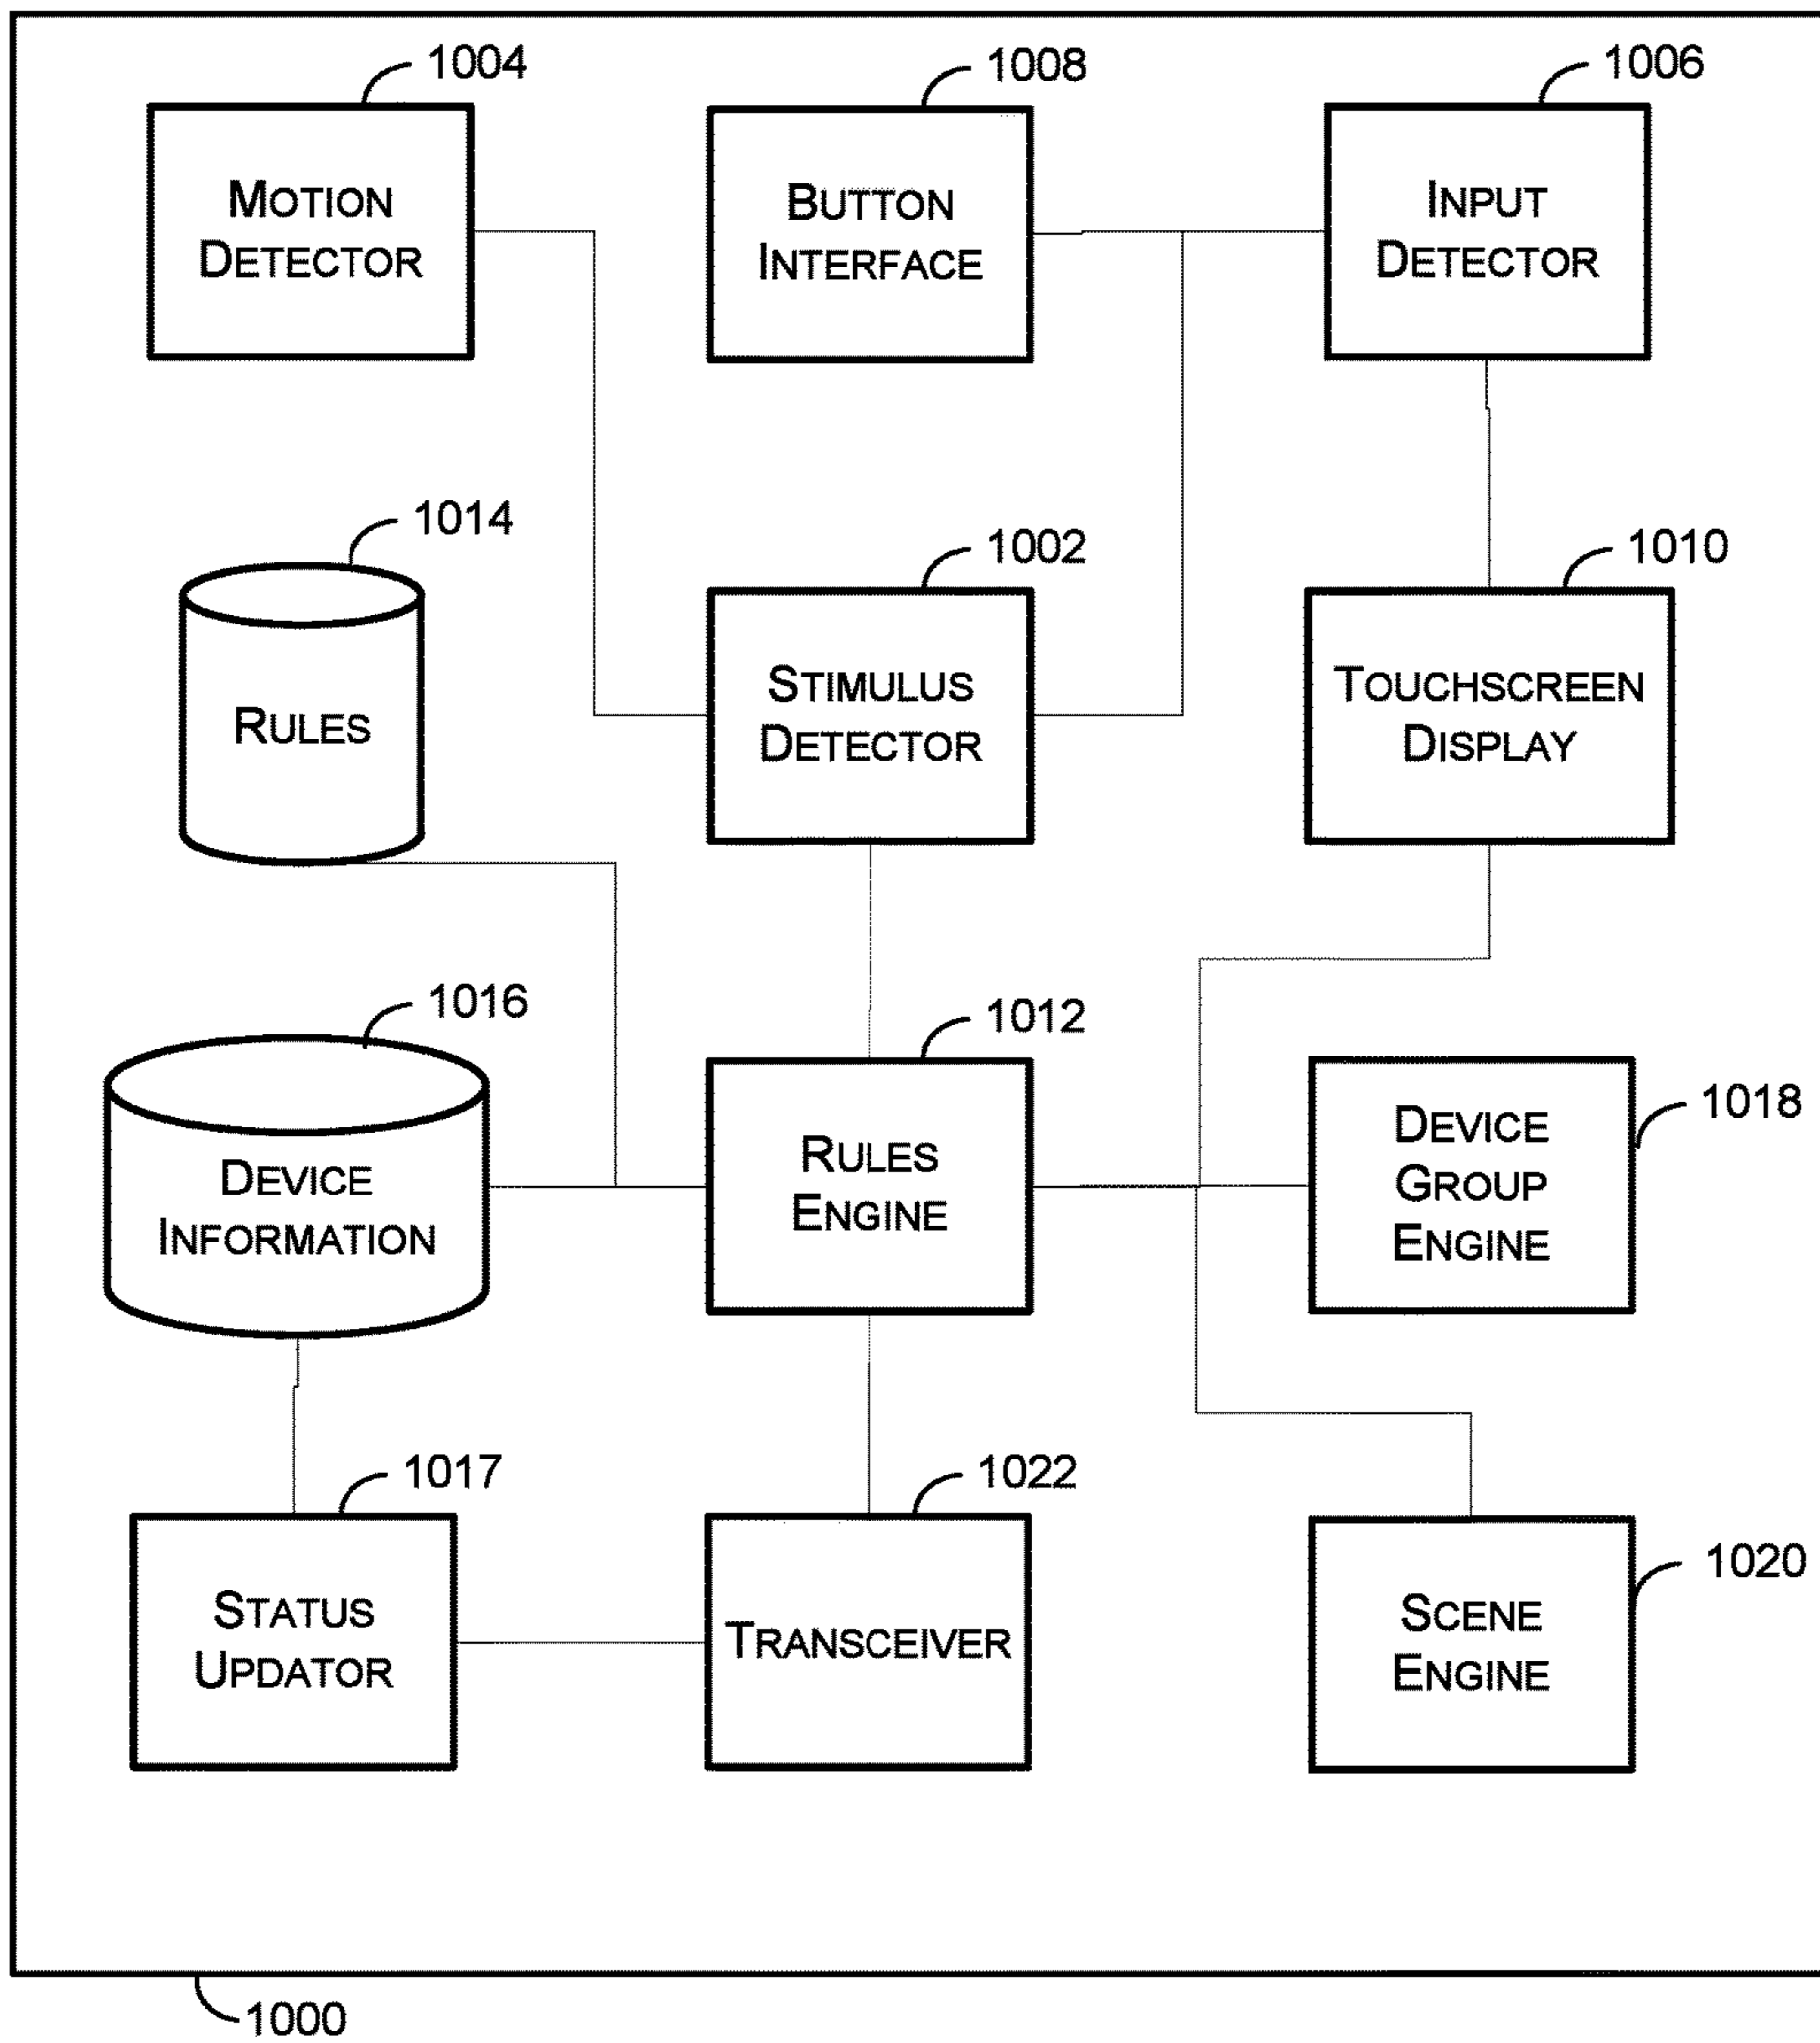 1004
1008
1006
MOTION
DETECTOR
BUTTON
INTERFACE
INPUT
DETECTOR
1014
1002
1010
RULES
STIMULUS
DETECTOR
TOUCHSCREEN
DISPLAY
1016
1012
1018
DEVICE
INFORMATION
RULES
ENGINE
DEVICE
GROUP
ENGINE
1017
1022
1020
STATUS
UPDATOR
TRANSCEIVER
SCENE
ENGINE
1000